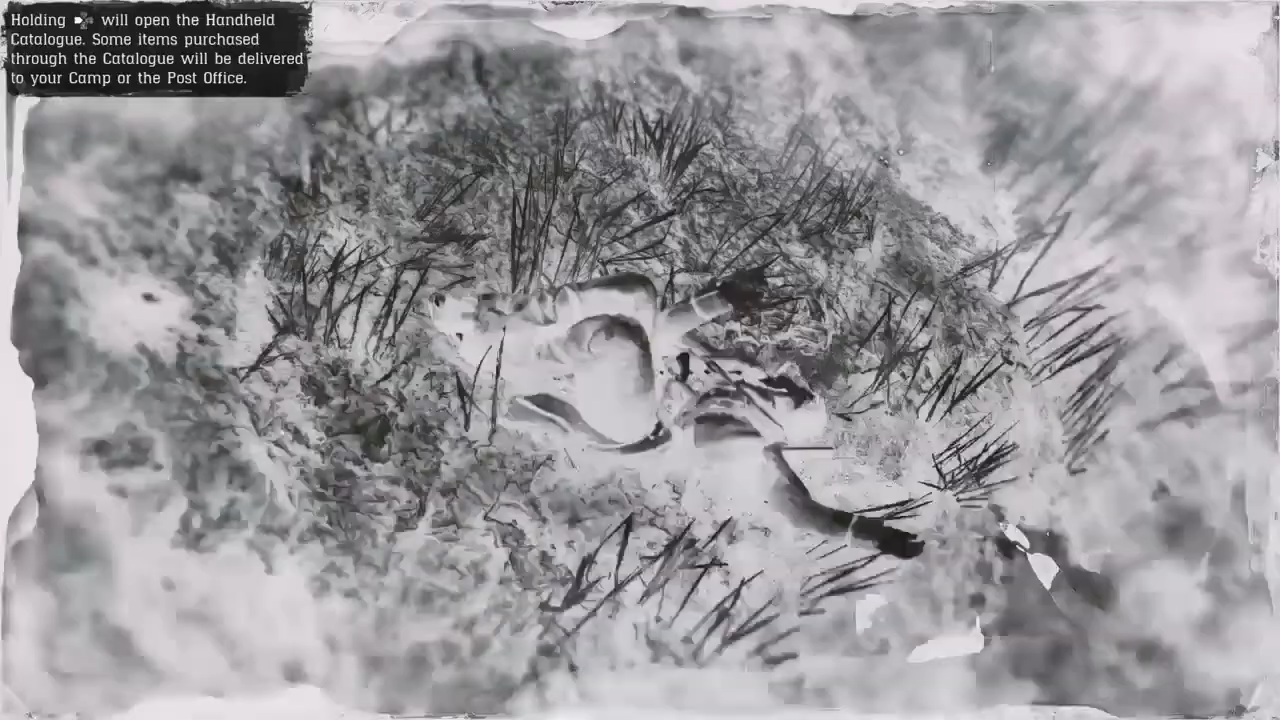 Holding will open the Handheld
Catalogue. Some items purchased
through the Catalogue will be delivered
to your Camp or the Post Office.